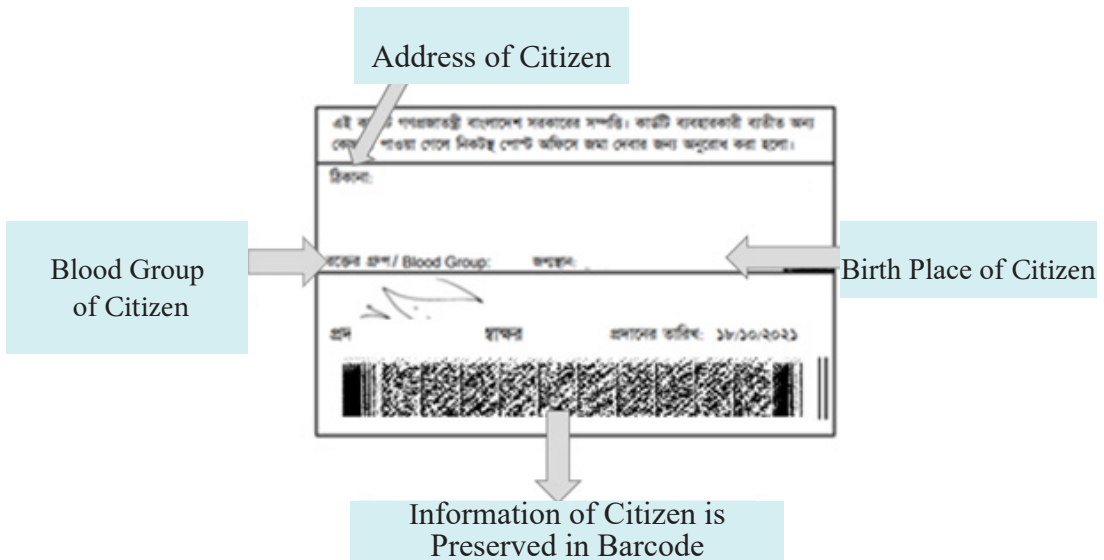 Address of Citizen
এই গণপ্রজাতন্ত্রী বাংলাদেশ সরকারের সম্পত্তি। কার্ডটি ব্যবহারকারী ব্যতীত অন্য
পাওয়া গেলে নিকটস্থ পোস্ট অফিসে জমা দেবার জন্য অনুরোধ করা হলো।
ঠিকানা:
Blood Group
of Citizen
রক্তের গ্রুপ/ Blood Group: জন্মস্থান:
Birth Place of Citizen
স্বাক্ষর প্রদানের তারিখ: ১৮/১০/২০২১
Information of Citizen is
Preserved in Barcode